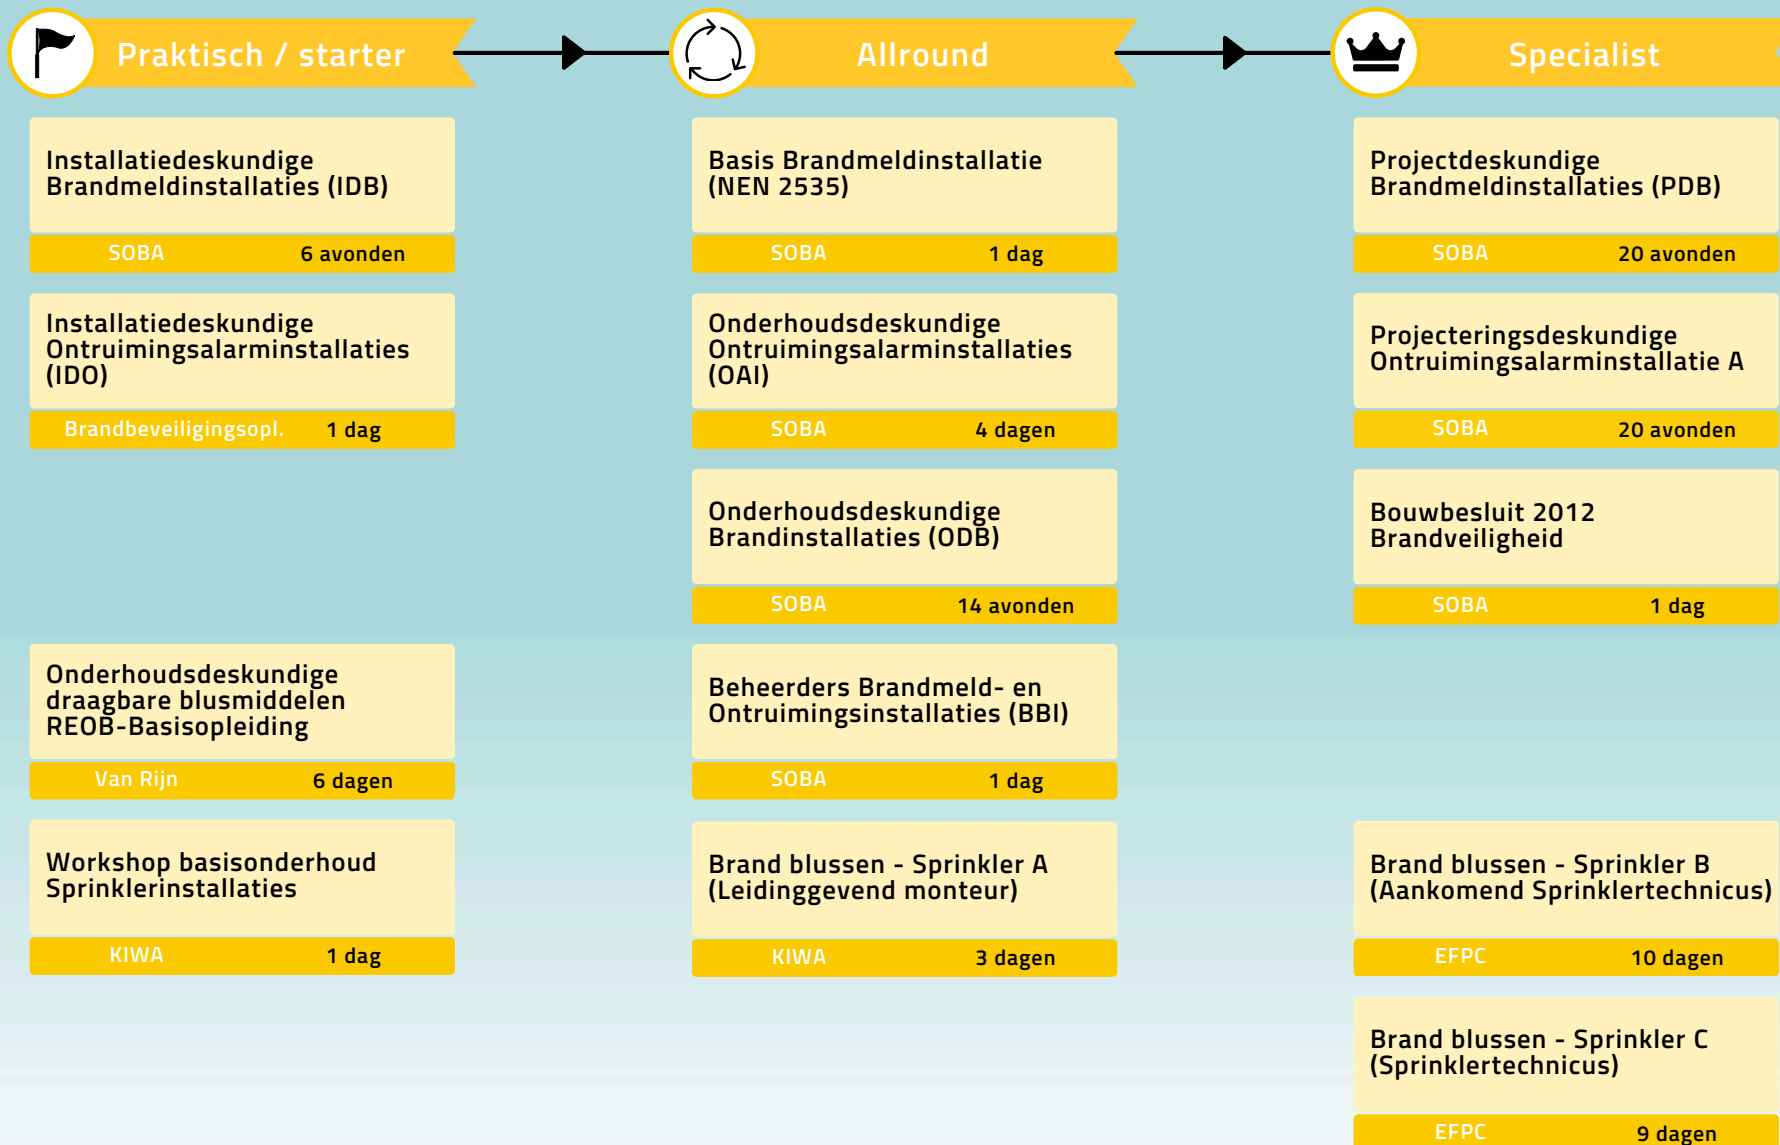 Praktisch / starter
Allround
Specialist
Installatiedeskundige
Brandmeldinstallaties (IDB)
SOBA 6 avonden
Installatiedeskundige
Ontruimingsalarminstallaties
(IDO)
Brandbeveiligingsopl. 1 dag
Onderhoudsdeskundige
draagbare blusmiddelen
REOB-Basisopleiding
Van Rijn 6 dagen
Workshop basisonderhoud
Sprinklerinstallaties
KIWA 1 dag
Basis Brandmeldinstallatie
(NEN 2535)
SOBA 1 dag
Onderhoudsdeskundige
Ontruimingsalarminstallaties
(OAI)
SOBA 4 dagen
Onderhoudsdeskundige
Brandinstallaties (ODB)
SOBA 14 avonden
Beheerders Brandmeld- en
Ontruimingsinstallaties (BBI)
SOBA 1 dag
Brand blussen - Sprinkler A
(Leidinggevend monteur)
KIWA 3 dagen
Projectdeskundige
Brandmeldinstallaties (PDB)
SOBA 20 avonden
Projecteringsdeskundige
Ontruimingsalarminstallatie A
SOBA 20 avonden
Bouwbesluit 2012
Brandveiligheid
SOBA 1 dag
Brand blussen - Sprinkler B
(Aankomend Sprinklertechnicus)
EFPC 10 dagen
Brand blussen - Sprinkler C
(Sprinklertechnicus)
EFPC 9 dagen